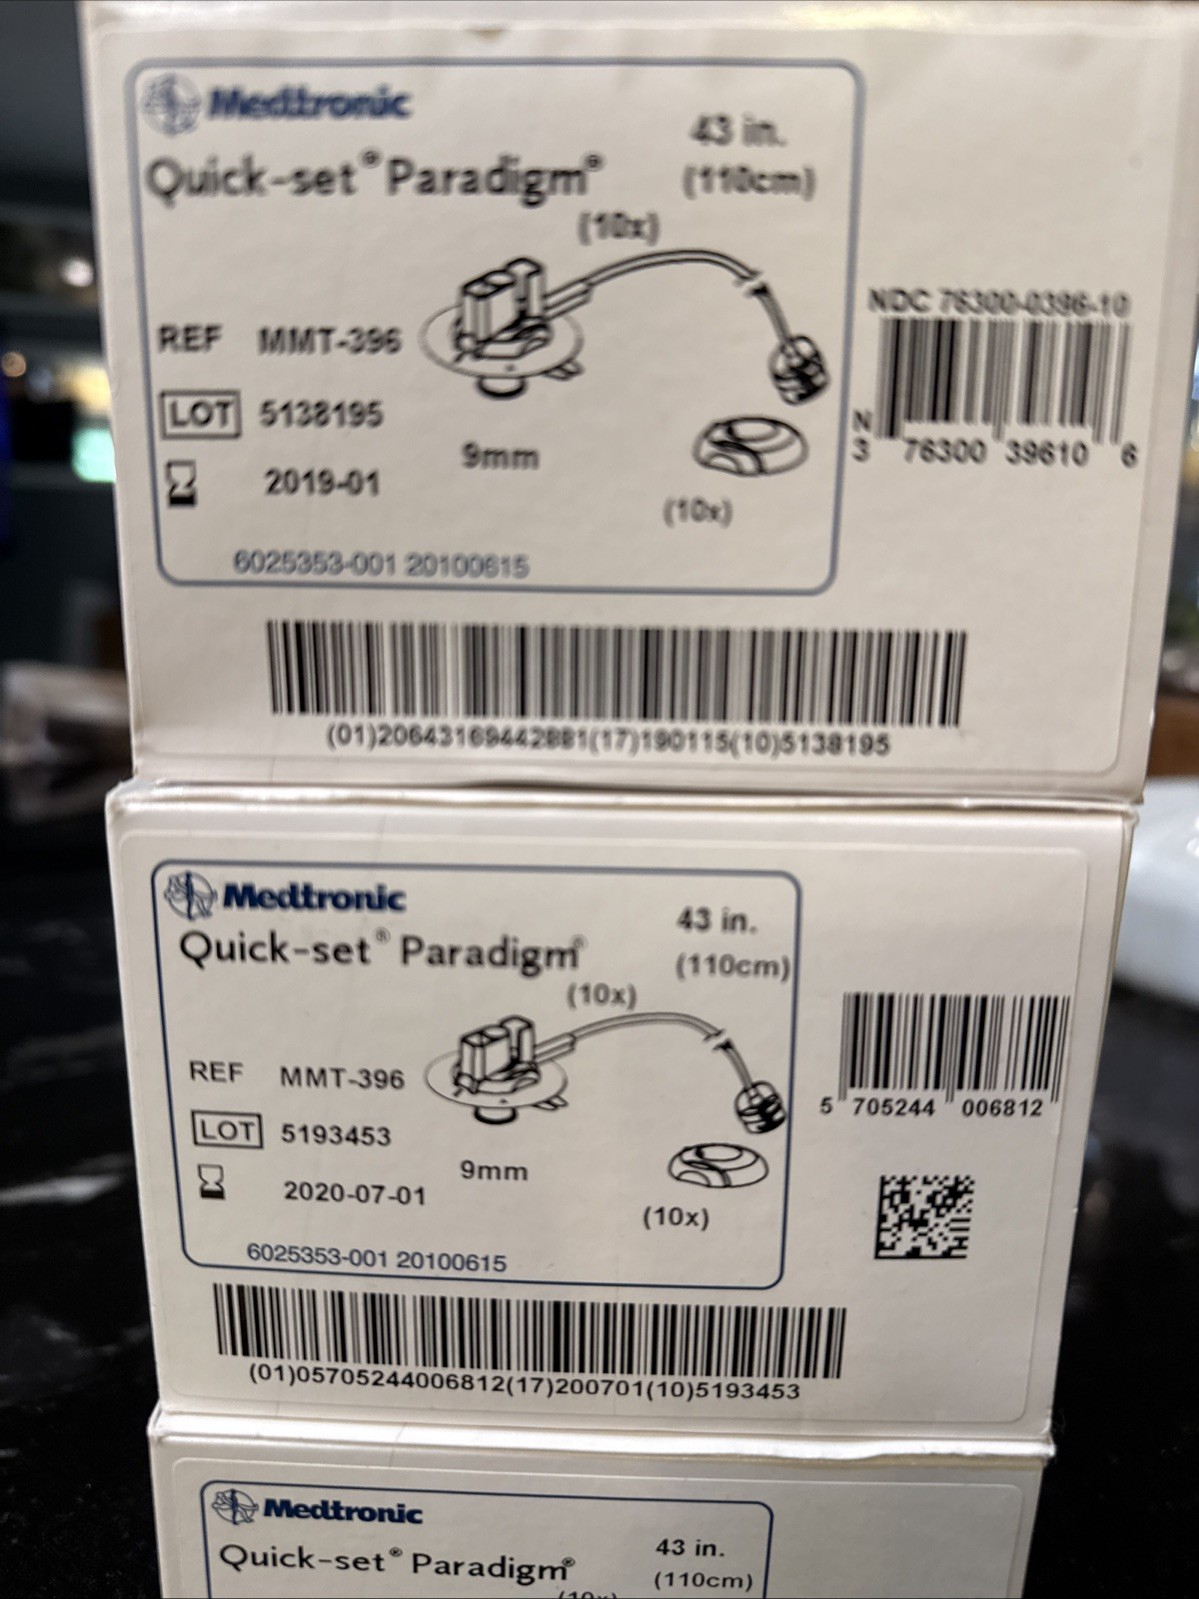 Medtronic
Quick-set® Paradigm®
43 in.
(110cm)
(10x)
REF MMT-396
LOT 5138195
2019-01
9mm
(10x)
6025353-001 20100615
NDC 76300-0396-10
N
3 76300 39610 6
(01)20643169442881(17)190115(10)5138195
Medtronic
Quick-set® Paradigm®
43 in.
(110cm)
(10x)
REF MMT-396
LOT 5193453
2020-07-01
9mm
(10x)
6025353-001 20100615
5 705244 006812
(01)05705244006812(17)200701(10)5193453
Medtronic
Quick-set® Paradigm®
43 in.
(110cm)
(10x)